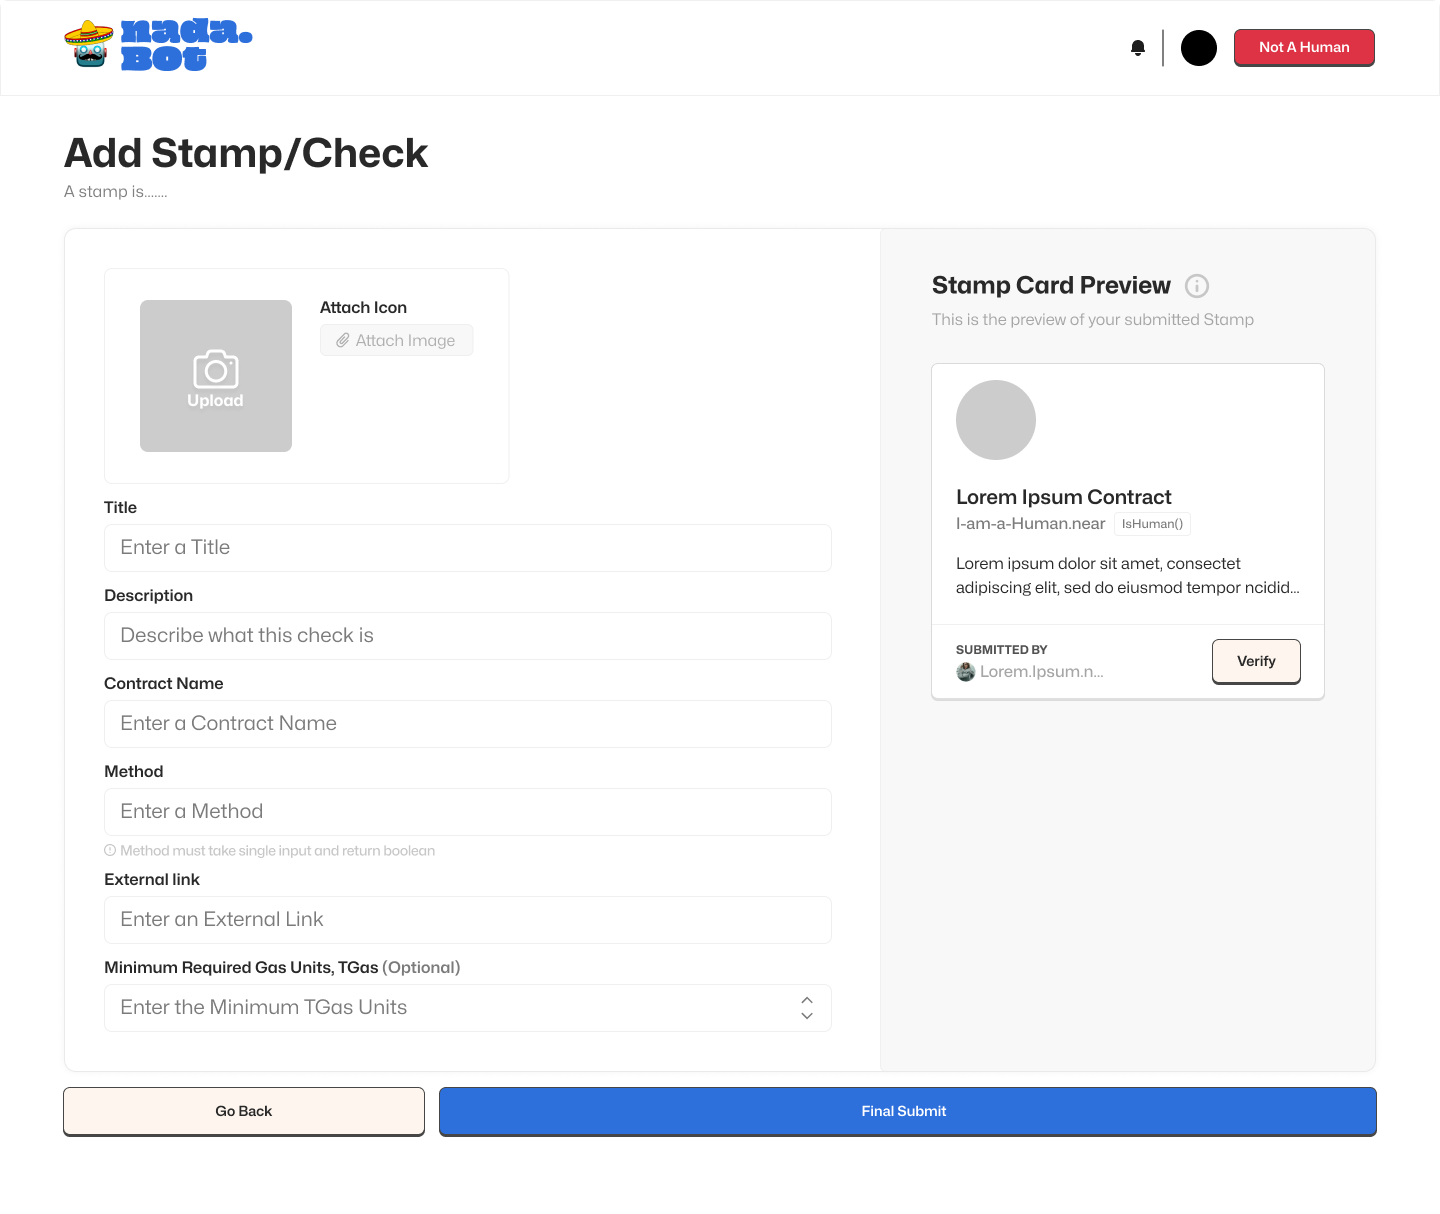 nada.
BOT
Not A Human
Add Stamp/Check
A stamp is.......
Upload
Attach Icon
Attach Image
Title
Enter a Title
Description
Describe what this check is
Contract Name
Enter a Contract Name
Method
Enter a Method
Method must take single input and return boolean
External link
Enter an External Link
Minimum Required Gas Units, TGas (Optional)
Enter the Minimum TGas Units
Stamp Card Preview
This is the preview of your submitted Stamp
Lorem Ipsum Contract
I-am-a-Human.near IsHuman()
Lorem ipsum dolor sit amet, consectet
adipiscing elit, sed do eiusmod tempor ncidid...
SUBMITTED BY
Lorem.Ipsum.n...
Verify
Go Back
Final Submit